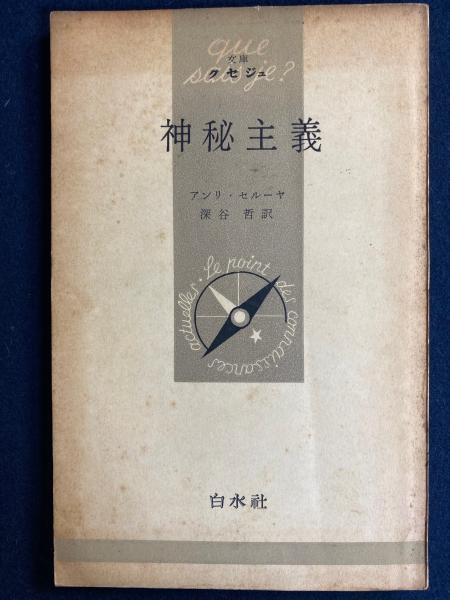 que
sais-je?
文庫
クセジュ
神秘主義
アンリ・セルーヤ
深谷 哲訳
Le point des connaissances actuelles.
白水社